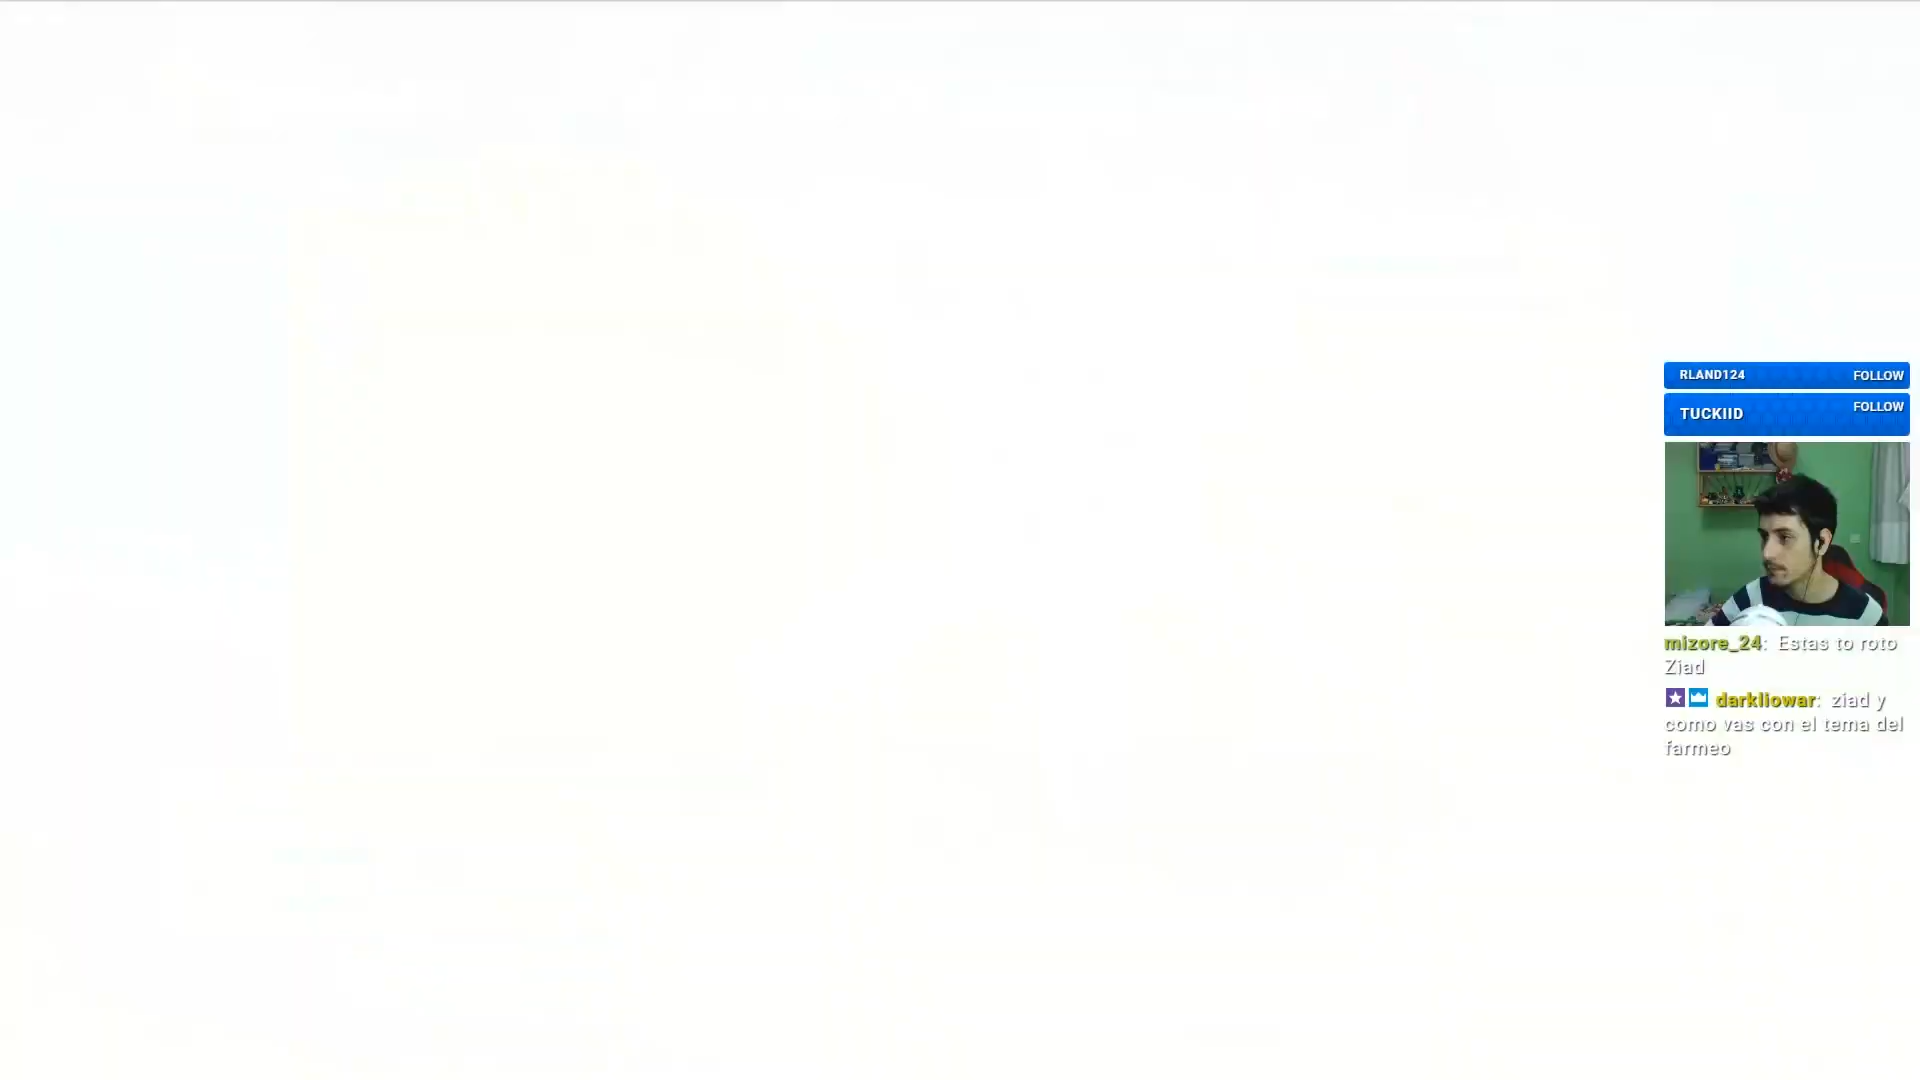 RLAND124 FOLLOW
TUCKIID FOLLOW
mizore_24: Estas to roto
Ziad
darkliowar: ziad y
como vas con el tema del
farmeo